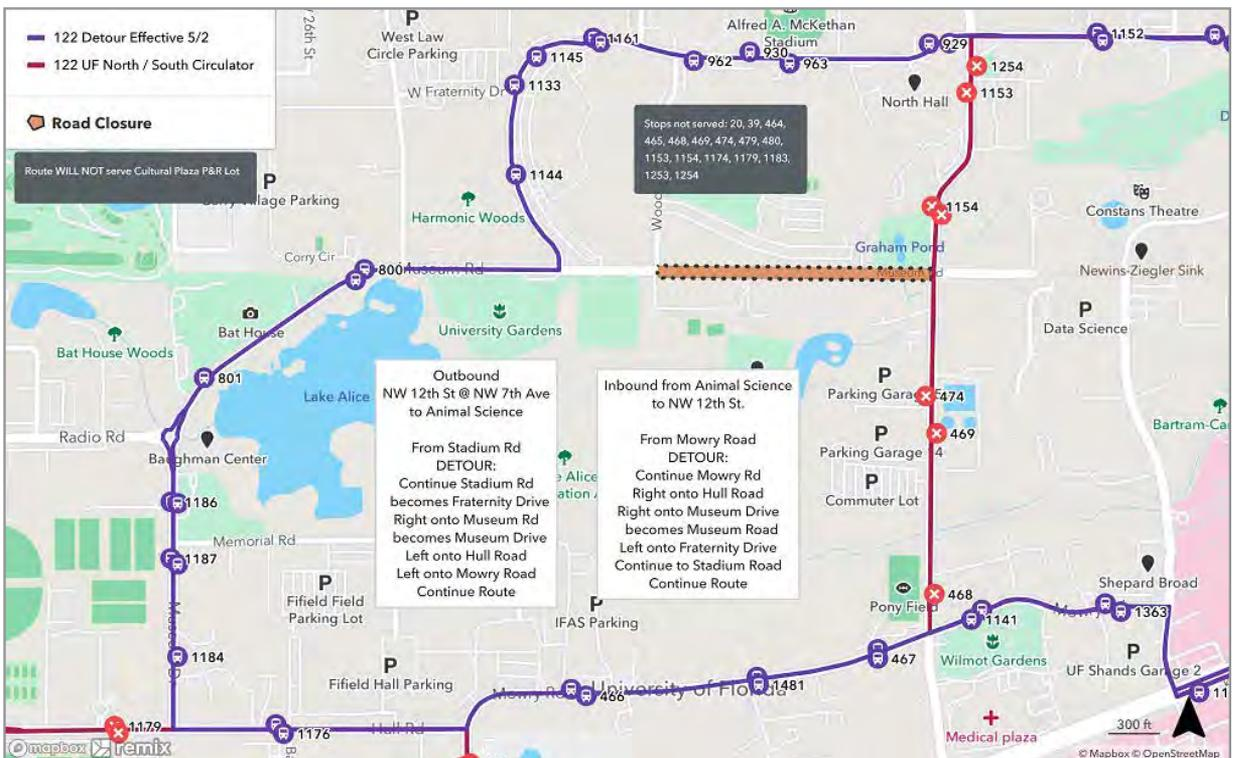 122 Detour Effective 5/2
122 UF North / South Circulator
Road Closure
Route WILL NOT serve Cultural Plaza P&R Lot
26th St
P
West Law
Circle Parking
1161
1145
W Fraternity Dr
1133
962
930
963
Alfred A. McKethan
Stadium
929
1152
1254
North Hall
1153
Stops not served: 20, 39, 464,
465, 468, 469, 474, 479, 480,
1153, 1154, 1174, 1179, 1183,
1253, 1254
P
Village Parking
1144
Harmonic Woods
1154
Constans Theatre
Graham Pond
Corry Cir
800
Museum Rd
Newins-Ziegler Sink
Bat House
University Gardens
P
Data Science
Bat House Woods
801
Lake Alice
Outbound
NW 12th St @ NW 7th Ave
to Animal Science
From Stadium Rd
DETOUR:
Continue Stadium Rd
becomes Fraternity Drive
Right onto Museum Rd
becomes Museum Drive
Left onto Hull Road
Left onto Mowry Road
Continue Route
Inbound from Animal Science
to NW 12th St.
From Mowry Road
DETOUR:
Continue Mowry Rd
Right onto Hull Road
Right onto Museum Drive
becomes Museum Road
Left onto Fraternity Drive
Continue to Stadium Road
Continue Route
P
Parking
474
469
P
Parking Garage 14
P
Commuter Lot
Radio Rd
Baughman Center
1186
Memorial Rd
1187
P
Fifield Field
Parking Lot
P
IFAS Parking
468
Pony Field
1141
Shepard Broad
1363
Wilmot Gardens
P
UF Shands Garage 2
1184
P
Fifield Hall Parking
467
1481
University of Florida
466
1179
1176
Hull Rd
Medical plaza
300 ft
mapbox remix
© Mapbox © OpenStreetMap